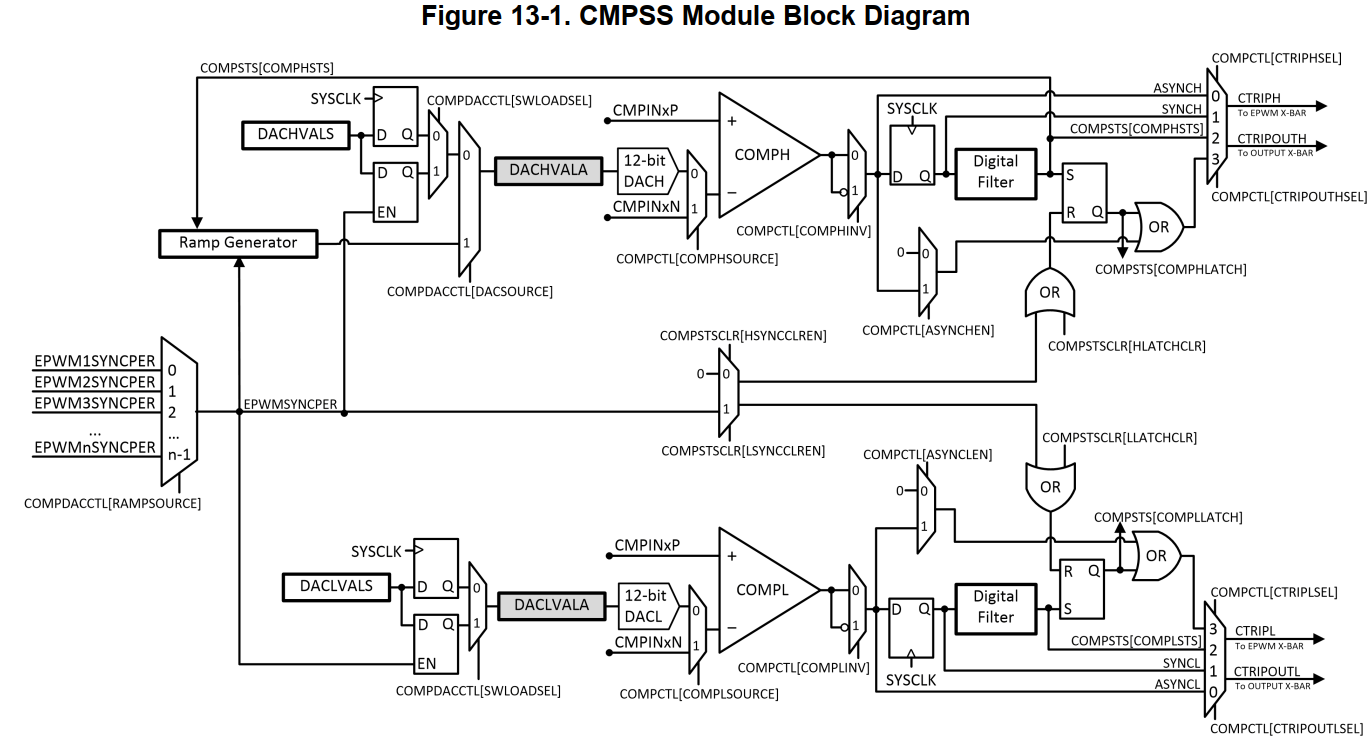 Figure 13-1. CMPSS Module Block Diagram
COMPSTS[COMPHSTS]
COMPCTL[CTRIPHSEL]
SYSCLK
COMPDACCTL[SWLOADSEL]
ASYNCH
0
CTRIPH
To EPWM X-BAR
CMPINxP
SYSCLK
SYNCH
1
DACHVALS
D Q
0
+
COMPSTS[COMPHSTS]
2
CTRIPOUTH
To OUTPUT X-BAR
0
COMPH
0
3
D Q
1
DACHVALA
12-bit
DACH
0
−
1
D Q
Digital
Filter
S
COMPCTL[CTRIPOUTHSEL]
EN
CMPINxN
1
R Q
OR
COMPCTL[COMPHINV]
Ramp Generator
1
0
0
COMPCTL[COMPHSOURCE]
COMPSTS[COMPHLATCH]
COMPDACCTL[DACSOURCE]
1
OR
COMPCTL[ASYNCHEN]
COMPSTSCLR[HSYNCCLREN]
COMPSTSCLR[HLATCHCLR]
EPWM1SYNCPER
0
0
0
EPWM2SYNCPER
1
EPWM3SYNCPER
2
EPWMSYNCPER
1
...
...
EPWMnSYNCPER
n-1
COMPSTSCLR[LSYNCCLREN]
COMPSTSCLR[LLATCHCLR]
COMPCTL[ASYNCLEN]
COMPDACCTL[RAMPSOURCE]
0
0
OR
1
COMPSTS[COMPLLATCH]
SYSCLK
CMPINxP
+
OR
DACLVALS
D Q
0
COMPL
0
R Q
COMPCTL[CTRIPLSEL]
DACLVALA
12-bit
DACL
0
D Q
Digital
Filter
S
D Q
1
−
1
3
CTRIPL
To EPWM X-BAR
CMPINxN
1
COMPSTS[COMPLSTS]
2
EN
COMPCTL[COMPLINV]
SYNCL
1
CTRIPOUTL
To OUTPUT X-BAR
COMPDACCTL[SWLOADSEL]
COMPCTL[COMPLSOURCE]
SYSCLK
ASYNCL
0
COMPCTL[CTRIPOUTLSEL]